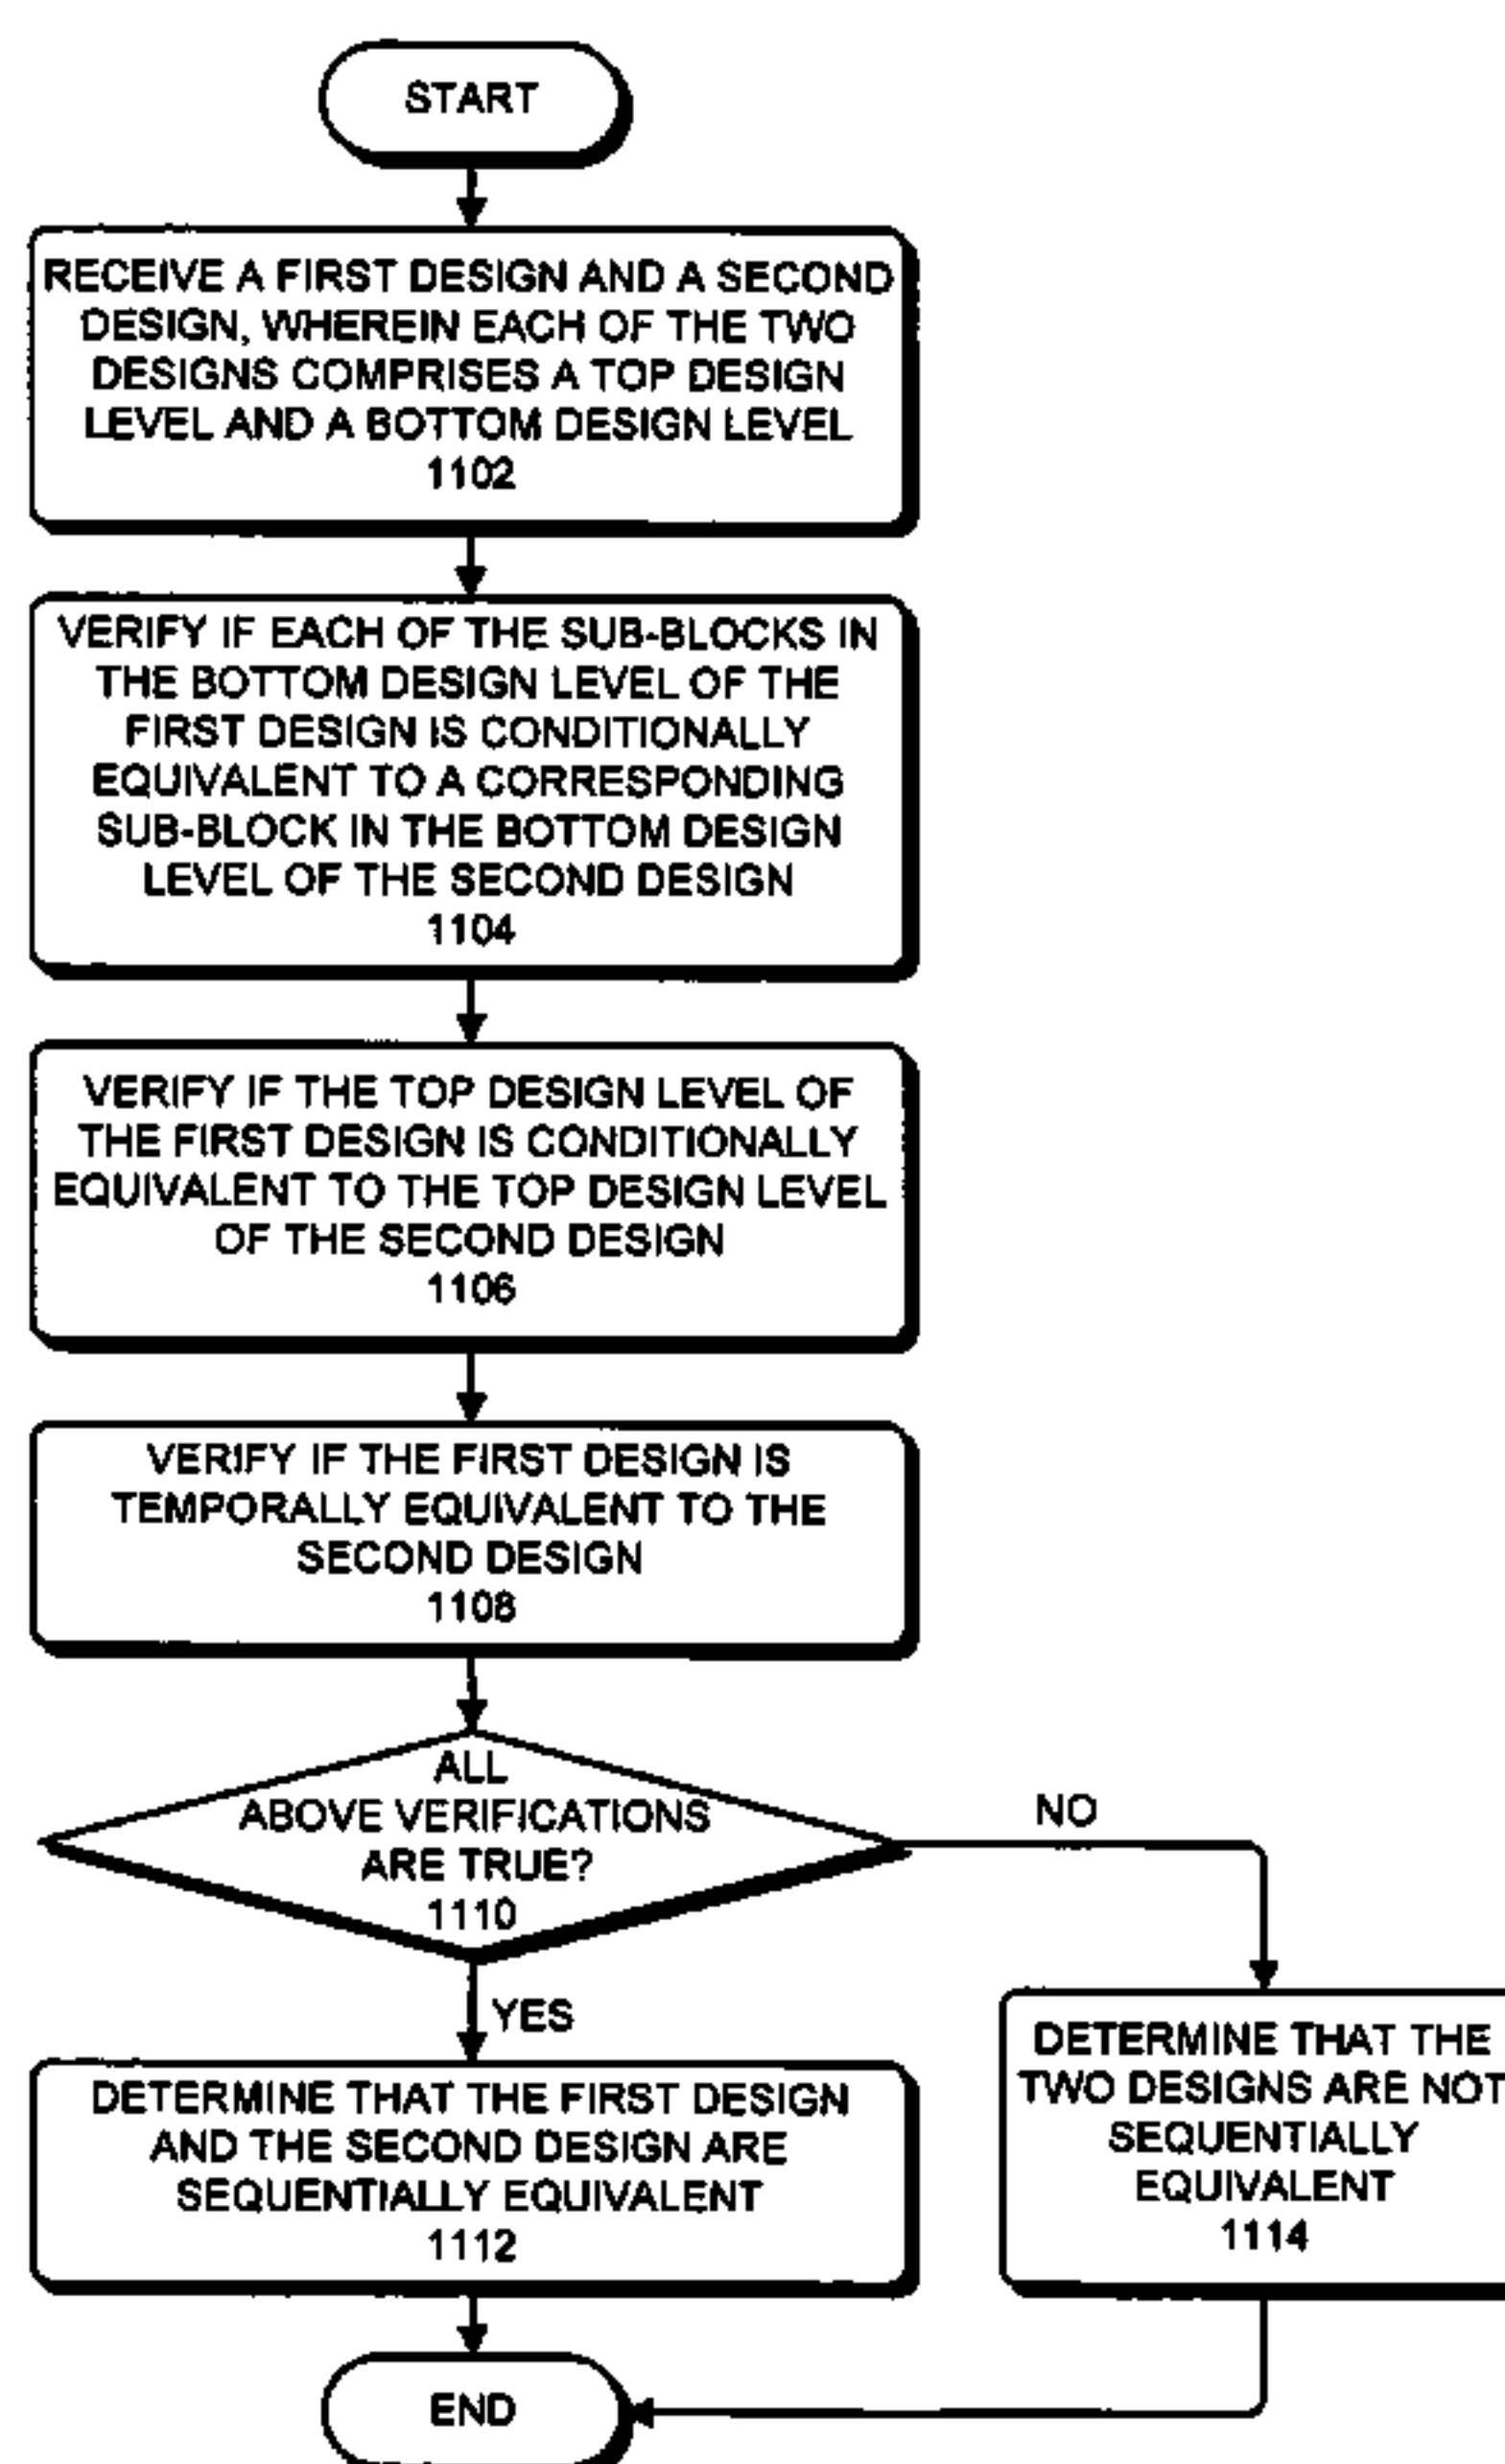 START
RECEIVE A FIRST DESIGN AND A SECOND
DESIGN, WHEREIN EACH OF THE TWO
DESIGNS COMPRISES A TOP DESIGN
LEVEL AND A BOTTOM DESIGN LEVEL
1102
VERIFY IF EACH OF THE SUB-BLOCKS IN
THE BOTTOM DESIGN LEVEL OF THE
FIRST DESIGN IS CONDITIONALLY
EQUIVALENT TO A CORRESPONDING
SUB-BLOCK IN THE BOTTOM DESIGN
LEVEL OF THE SECOND DESIGN
1104
VERIFY IF THE TOP DESIGN LEVEL OF
THE FIRST DESIGN IS CONDITIONALLY
EQUIVALENT TO THE TOP DESIGN LEVEL
OF THE SECOND DESIGN
1106
VERIFY IF THE FIRST DESIGN IS
TEMPORALLY EQUIVALENT TO THE
SECOND DESIGN
1108
ALL
ABOVE VERIFICATIONS
ARE TRUE?
1110
NO
YES
DETERMINE THAT THE FIRST DESIGN
AND THE SECOND DESIGN ARE
SEQUENTIALLY EQUIVALENT
1112
DETERMINE THAT THE
TWO DESIGNS ARE NOT
SEQUENTIALLY
EQUIVALENT
1114
END